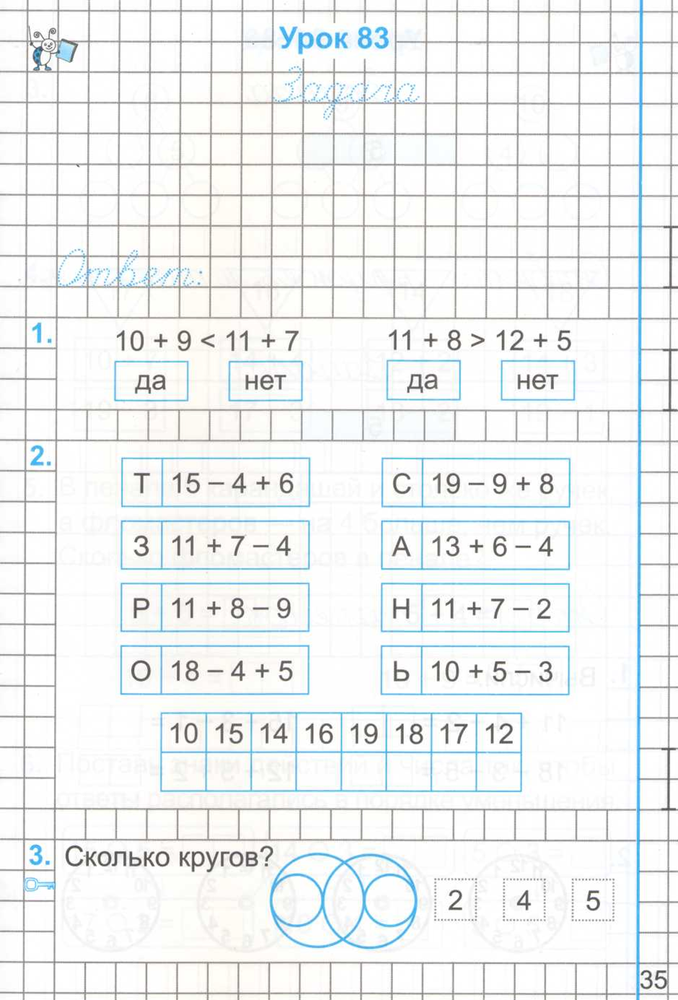 Урок 83
Задача
Ответ:
1.
10 + 9 < 11 + 7
11 + 8 > 12 + 5
да нет да нет
2.
Т 15 – 4 + 6
С 19 – 9 + 8
З 11 + 7 – 4
А 13 + 6 – 4
Р 11 + 8 – 9
Н 11 + 7 – 2
О 18 – 4 + 5
Ь 10 + 5 – 3
10 15 14 16 19 18 17 12
3. Сколько кругов?
2 4 5
35